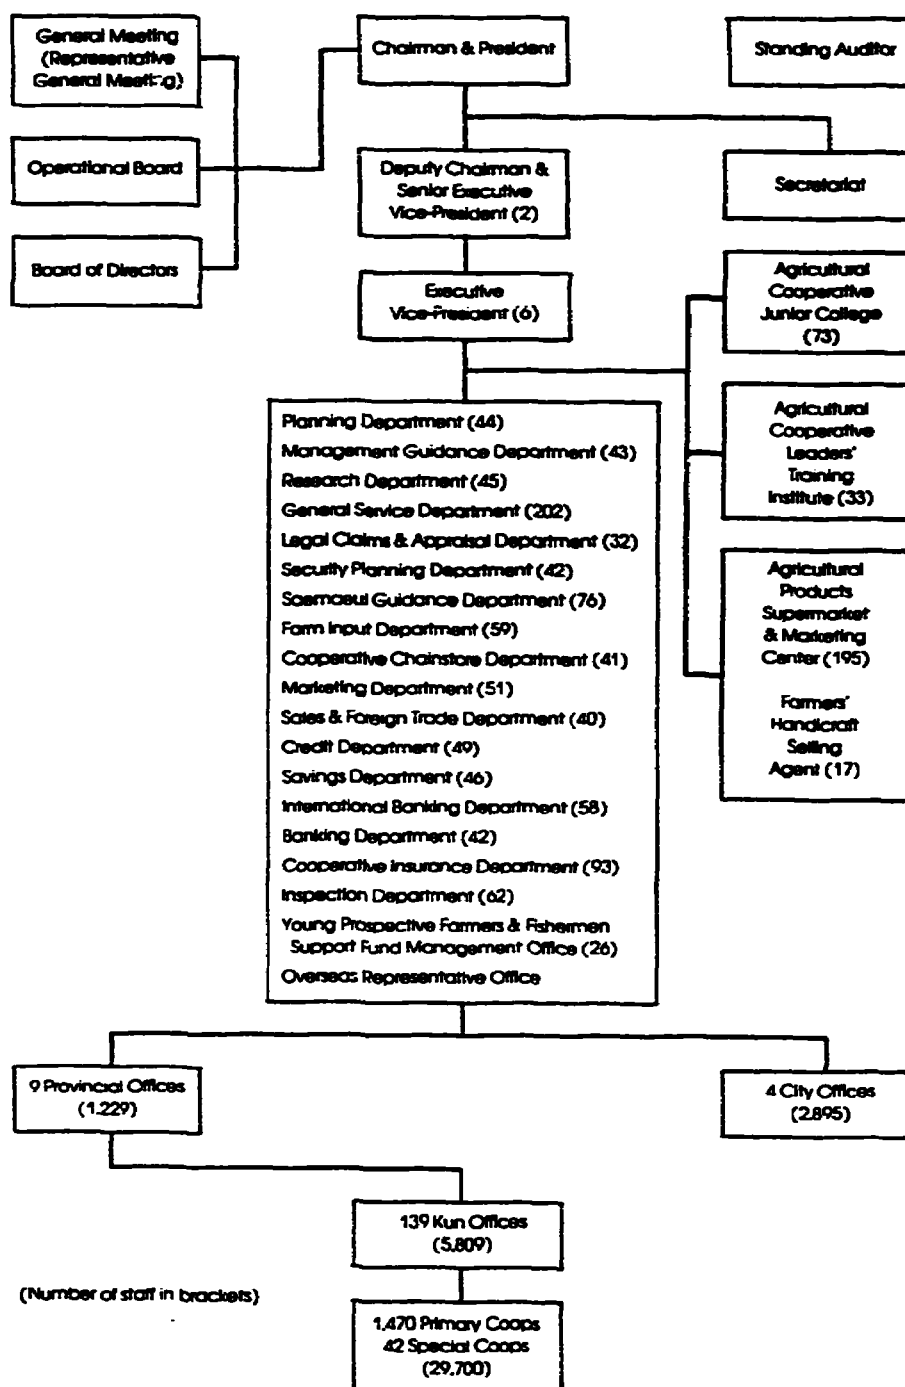 General Meeting
(Representative
General Meeting)
Chairman & President
Standing Auditor
Operational Board
Deputy Chairman &
Senior Executive
Vice-President (2)
Secretariat
Board of Directors
Executive
Vice-President (6)
Agricultural
Cooperative
Junior College
(73)
Agricultural
Cooperative
Leaders'
Training
Institute (33)
Agricultural
Products
Supermarket
& Marketing
Center (195)
Farmers'
Handicraft
Selling
Agent (17)
Planning Department (44)
Management Guidance Department (43)
Research Department (45)
General Service Department (202)
Legal Claims & Appraisal Department (32)
Security Planning Department (42)
Saemaeul Guidance Department (76)
Farm Input Department (59)
Cooperative Chainstore Department (41)
Marketing Department (51)
Sales & Foreign Trade Department (40)
Credit Department (49)
Savings Department (46)
International Banking Department (58)
Banking Department (42)
Cooperative Insurance Department (93)
Inspection Department (62)
Young Prospective Farmers & Fishermen
Support Fund Management Office (26)
Overseas Representative Office
9 Provincial Offices
(1.229)
4 City Offices
(2.895)
139 Kun Offices
(5.809)
(Number of staff in brackets)
1.470 Primary Coops
42 Special Coops
(29.700)